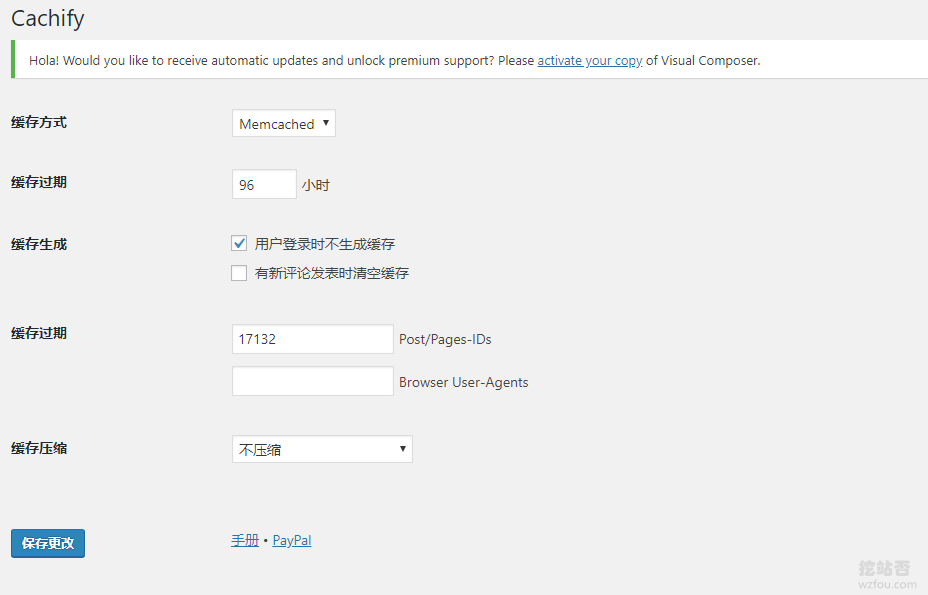 Cachify
Hola! Would you like to receive automatic updates and unlock premium support? Please activate your copy of Visual Composer.
缓存方式 Memcached
缓存过期 96 小时
缓存生成 用户登录时不生成缓存
有新评论发表时清空缓存
缓存过期 17132 Post/Pages-IDs
Browser User-Agents
缓存压缩 不压缩
保存更改 手册 • PayPal
挖站否
wzfou.com